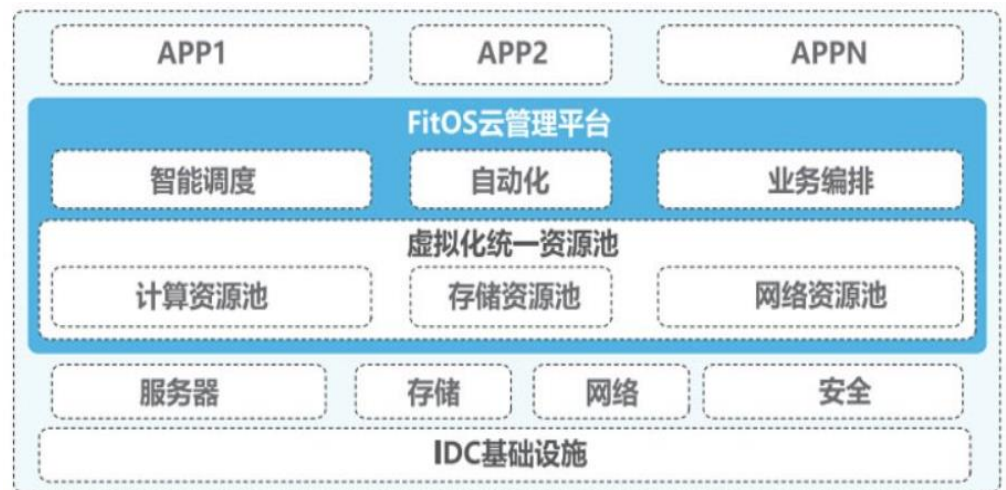 APP1 APP2 APPN
FitOS云管理平台
智能调度 自动化 业务编排
虚拟化统一资源池
计算资源池 存储资源池 网络资源池
服务器 存储 网络 安全
IDC基础设施